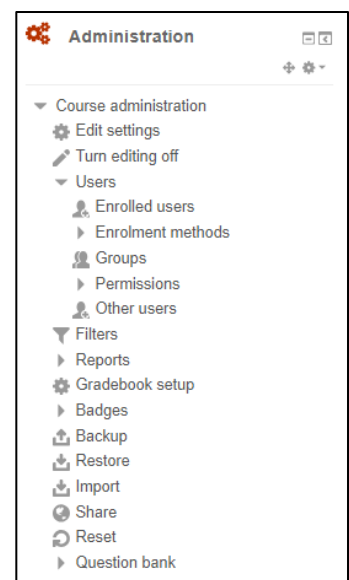 Administration
Course administration
Edit settings
Turn editing off
Users
Enrolled users
Enrolment methods
Groups
Permissions
Other users
Filters
Reports
Gradebook setup
Badges
Backup
Restore
Import
Share
Reset
Question bank